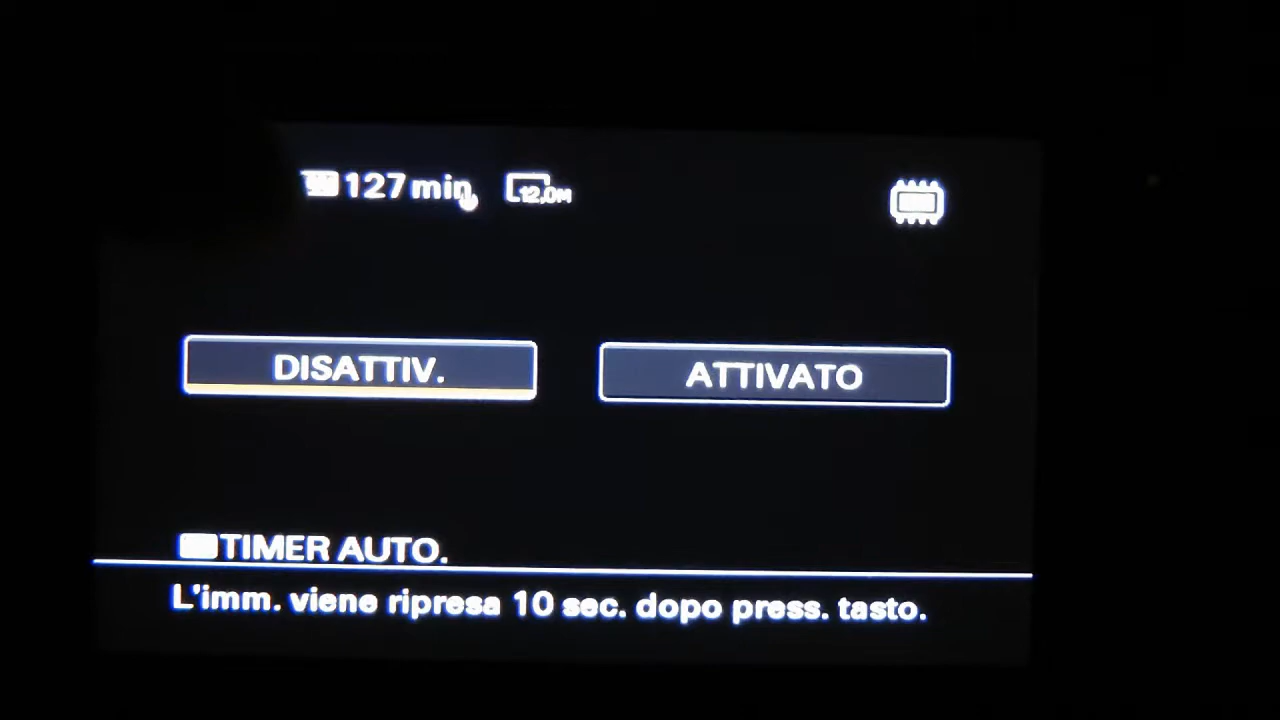 127 min 12,0M
DISATTIV. ATTIVATO
TIMER AUTO.
L'imm. viene ripresa 10 sec. dopo press. tasto.